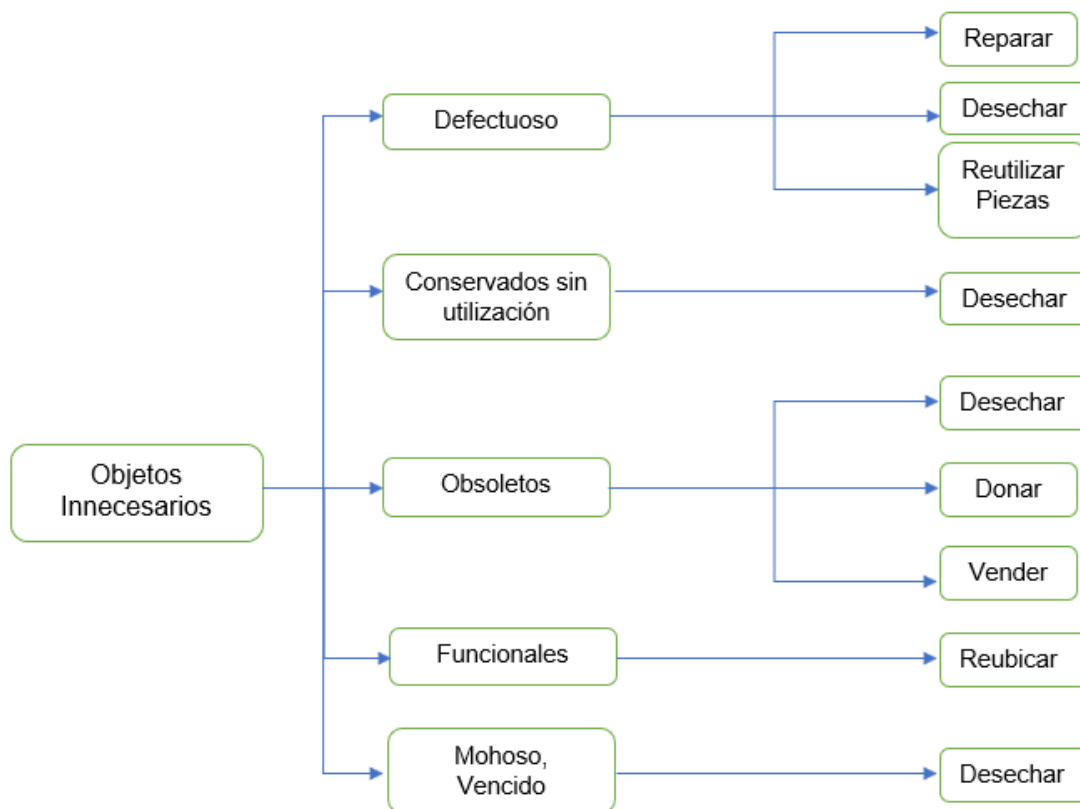 Objetos
Innecesarios
Defectuoso
Reparar
Desechar
Reutilizar
Piezas
Conservados sin
utilización
Desechar
Obsoletos
Desechar
Donar
Vender
Funcionales
Reubicar
Mohoso,
Vencido
Desechar